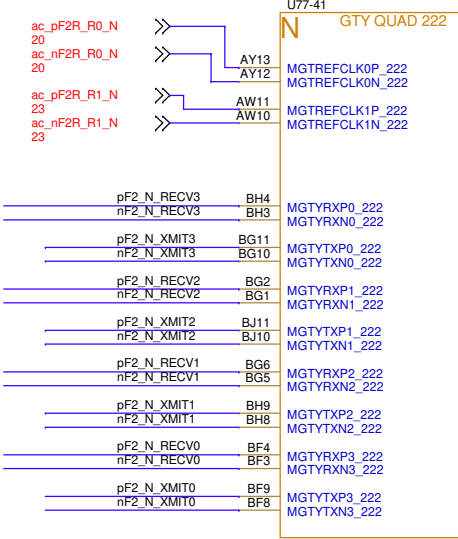 U77-41
N GTY QUAD 222
ac_pF2R_R0_N
20
ac_nF2R_R0_N
20
AY13 MGTREFCLK0P_222
AY12 MGTREFCLK0N_222
ac_pF2R_R1_N
23
ac_nF2R_R1_N
23
AW11 MGTREFCLK1P_222
AW10 MGTREFCLK1N_222
pF2_N_RECV3 BH4 MGTYRXP0_222
nF2_N_RECV3 BH3 MGTYRXN0_222
pF2_N_XMIT3 BG11 MGTYTXP0_222
nF2_N_XMIT3 BG10 MGTYTXN0_222
pF2_N_RECV2 BG2 MGTYRXP1_222
nF2_N_RECV2 BG1 MGTYRXN1_222
pF2_N_XMIT2 BJ11 MGTYTXP1_222
nF2_N_XMIT2 BJ10 MGTYTXN1_222
pF2_N_RECV1 BG6 MGTYRXP2_222
nF2_N_RECV1 BG5 MGTYRXN2_222
pF2_N_XMIT1 BH9 MGTYTXP2_222
nF2_N_XMIT1 BH8 MGTYTXN2_222
pF2_N_RECV0 BF4 MGTYRXP3_222
nF2_N_RECV0 BF3 MGTYRXN3_222
pF2_N_XMIT0 BF9 MGTYTXP3_222
nF2_N_XMIT0 BF8 MGTYTXN3_222